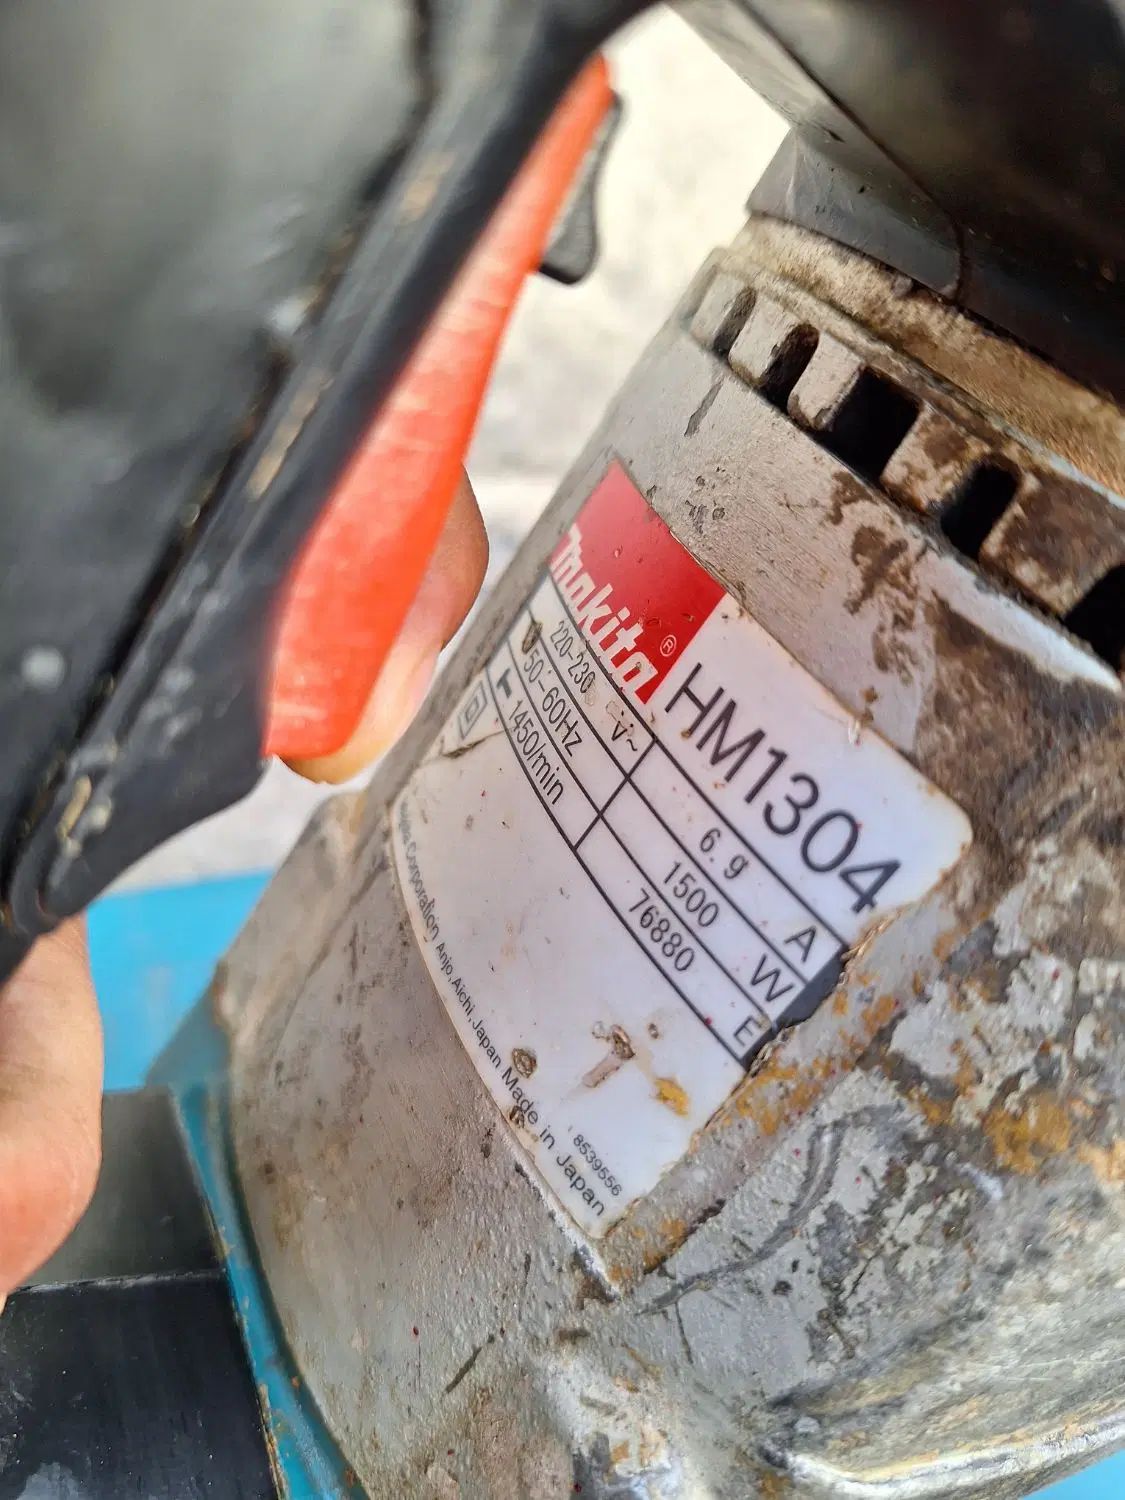 makita®
HM1304
220-230 V~ 6.9 A
50-60Hz 1500 W
1450/min 76880 E
Corporation Anjo, Aichi, Japan Made in Japan
8539556